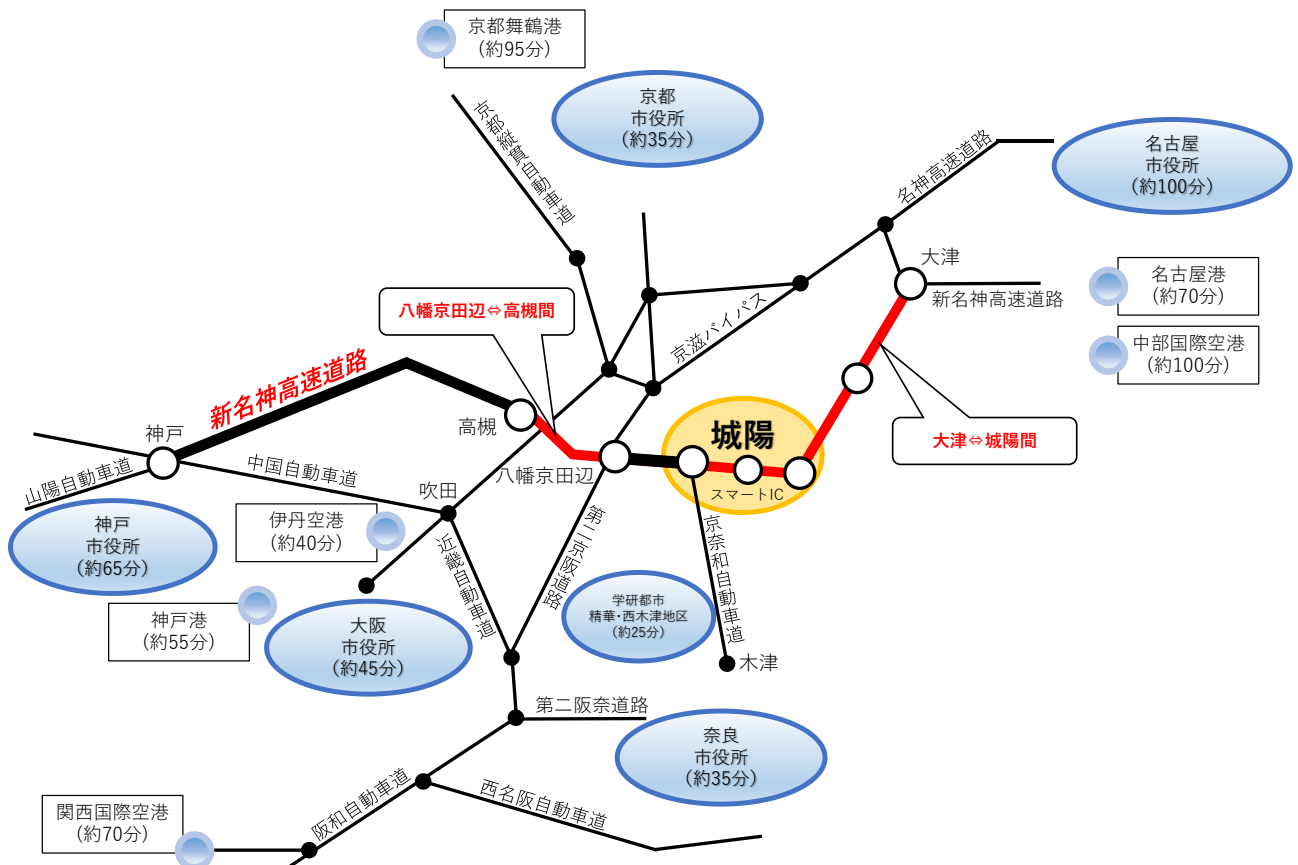 京都舞鶴港
(約95分)
京都
市役所
(約35分)
京都縦貫自動車道
名神高速道路
名古屋
市役所
(約100分)
大津
新名神高速道路
名古屋港
(約70分)
中部国際空港
(約100分)
八幡京田辺⇔高槻間
京滋バイパス
新名神高速道路
高槻
城陽
スマートIC
大津⇔城陽間
神戸
山陽自動車道
中国自動車道
八幡京田辺
吹田
神戸
市役所
(約65分)
伊丹空港
(約40分)
近畿自動車道
第二京阪道路
京奈和自動車道
神戸港
(約55分)
大阪
市役所
(約45分)
学研都市
精華・西木津地区
(約25分)
木津
第二阪奈道路
奈良
市役所
(約35分)
関西国際空港
(約70分)
阪和自動車道
西名阪自動車道